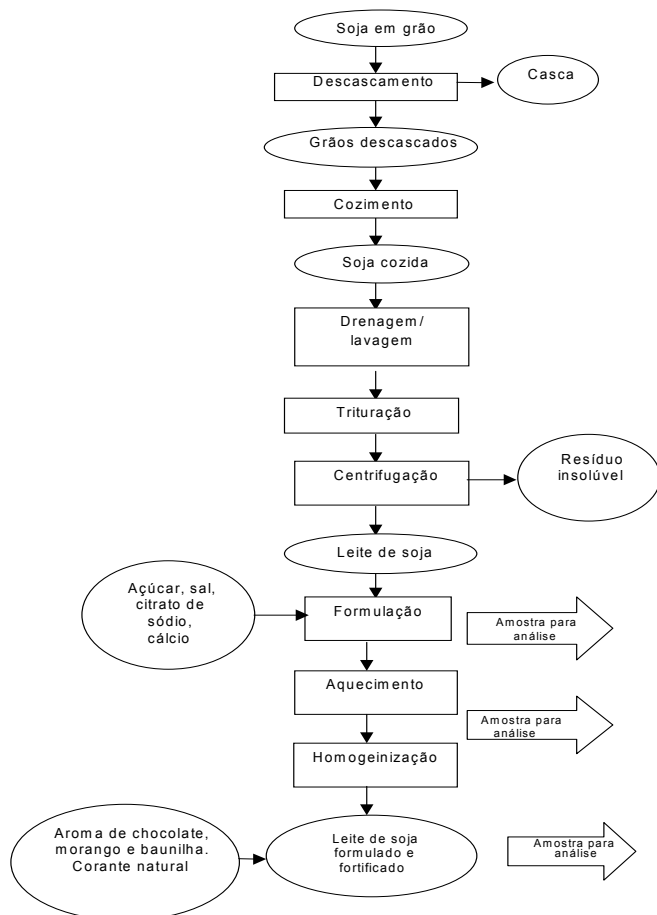 Soja em grão
Descascamento
Casca
Grãos descascados
Cozimento
Soja cozida
Drenagem/
lavagem
Trituração
Centrifugação
Resíduo
insolúvel
Leite de soja
Açúcar, sal,
citrato de
sódio,
cálcio
Formulação
Amostra para
análise
Aquecimento
Amostra para
análise
Homogeinização
Aroma de chocolate,
morango e baunilha.
Corante natural
Leite de soja
formulado e
fortificado
Amostra para
análise